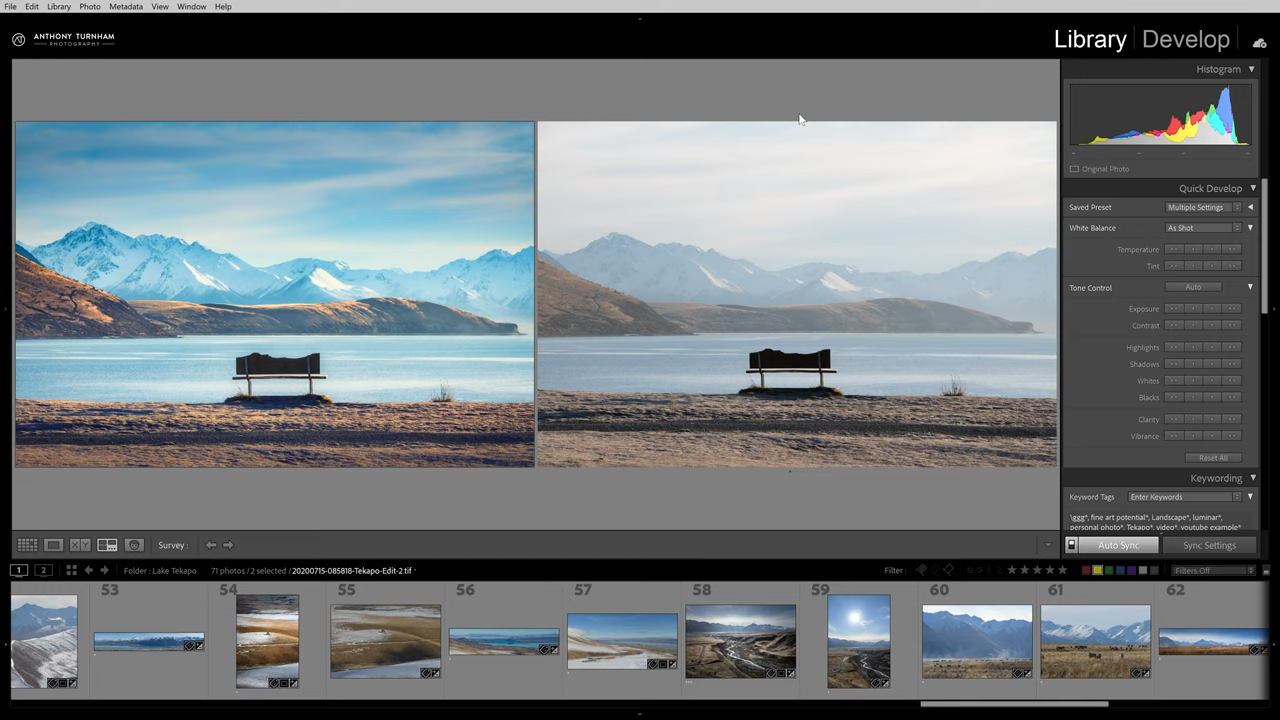 File Edit Library Photo Metadata View Window Help
ANTHONY TURNHAM
PHOTOGRAPHY
Library Develop
Histogram
Original Photo
Quick Develop
Saved Preset Multiple Settings
White Balance As Shot
Temperature
Tint
Tone Control Auto
Exposure
Contrast
Highlights
Shadows
Whites
Blacks
Clarity
Vibrance
Reset All
Keywording
Keyword Tags Enter Keywords
\ggg*, fine art potential*, Landscape*, luminar*,
personal photo*, Tekapo*, video*, youtube example*
Survey :
Auto Sync Sync Settings
1 2 Folder : Lake Tekapo 71 photos / 2 selected / 20200715-085818-Tekapo-Edit-2.tif
Filter : Filters Off
53 54 55 56 57 58 59 60 61 62